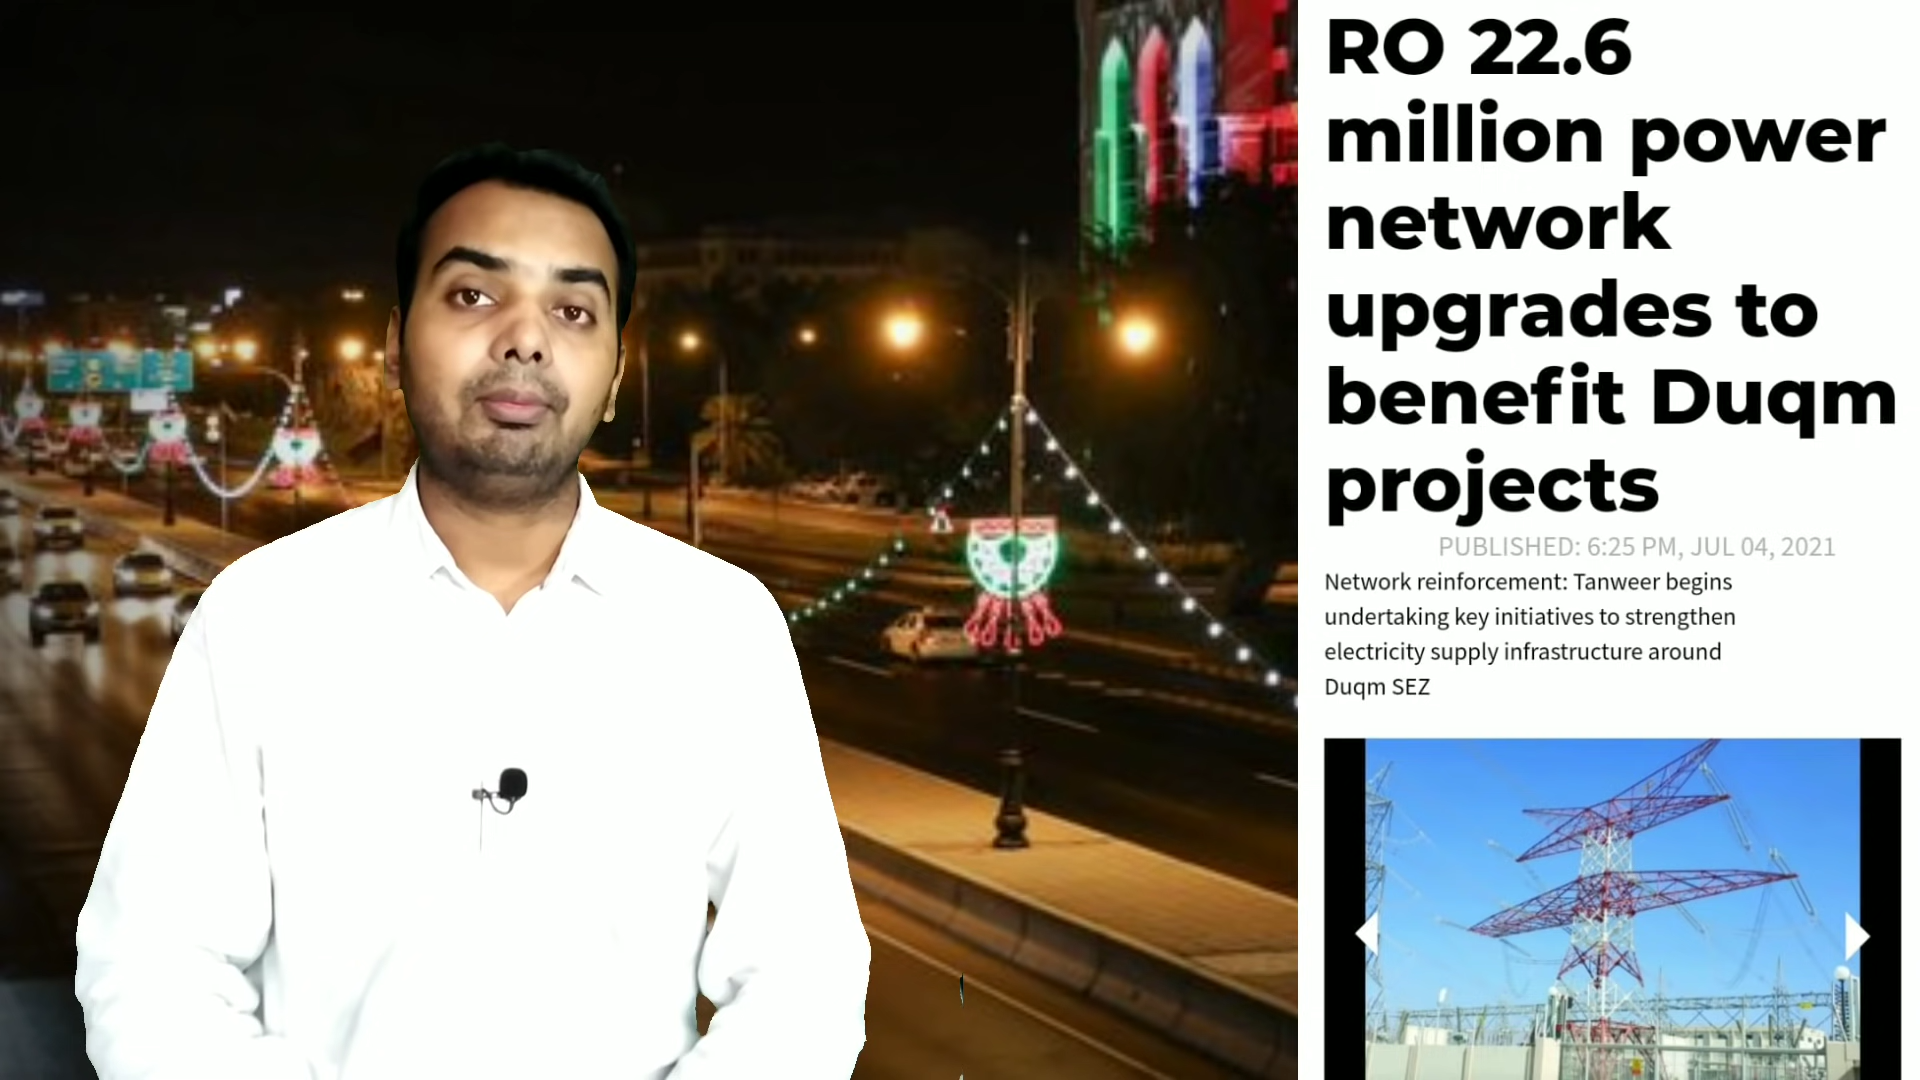 RO 22.6
million power
network
upgrades to
benefit Duqm
projects
PUBLISHED: 6:25 PM, JUL 04, 2021
Network reinforcement: Tanweer begins
undertaking key initiatives to strengthen
electricity supply infrastructure around
Duqm SEZ